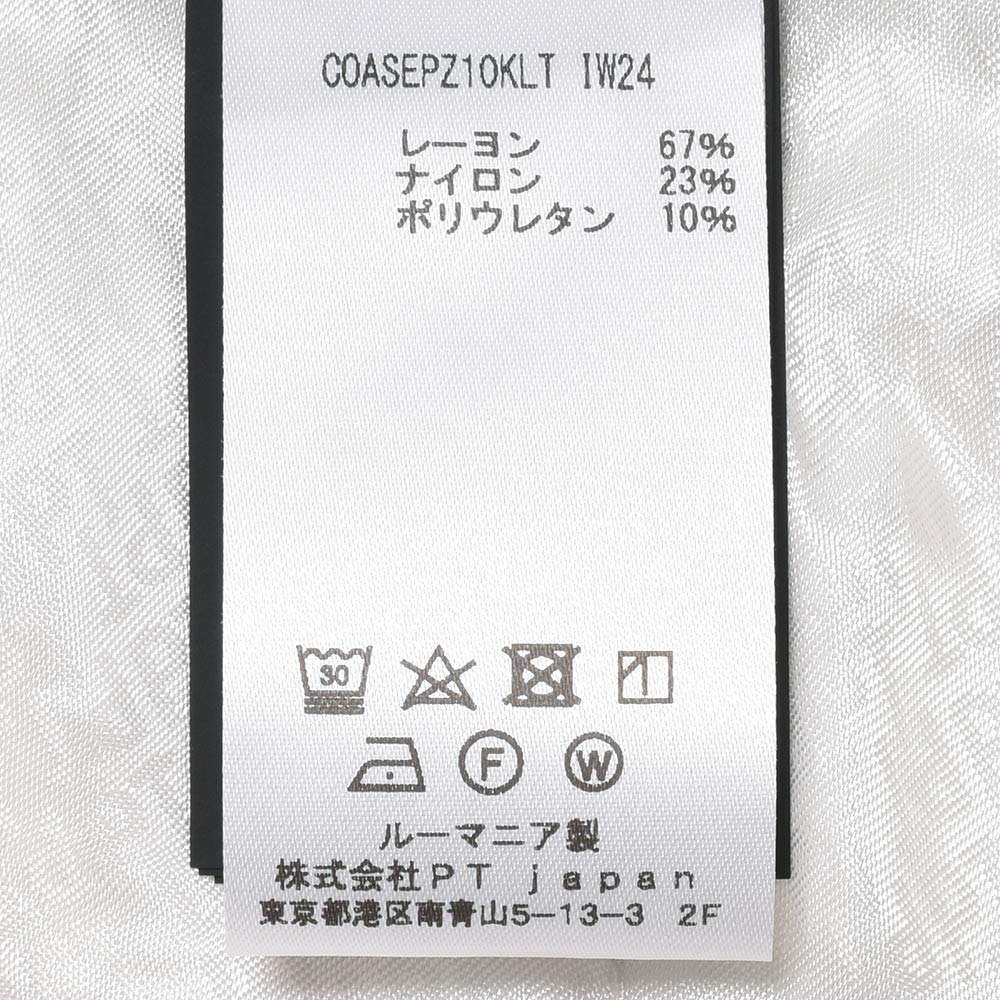 COASEPZ10KLT IW24
レーヨン 67%
ナイロン 23%
ポリウレタン 10%
30
F W
ルーマニア製
株式会社ＰＴ ｊａｐａｎ
東京都港区南青山5−13−3 2F